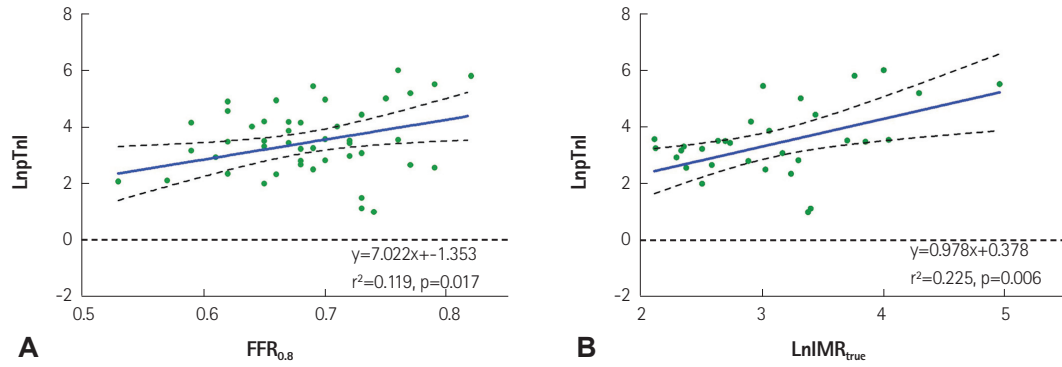 8
6
4
2
0
-2
LnpTnI
y=7.022x+-1.353
r²=0.119, p=0.017
0.5 0.6 0.7 0.8
A FFR0.8
8
6
4
2
0
-2
LnpTnI
y=0.978x+0.378
r²=0.225, p=0.006
2 3 4 5
B LnIMRtrue